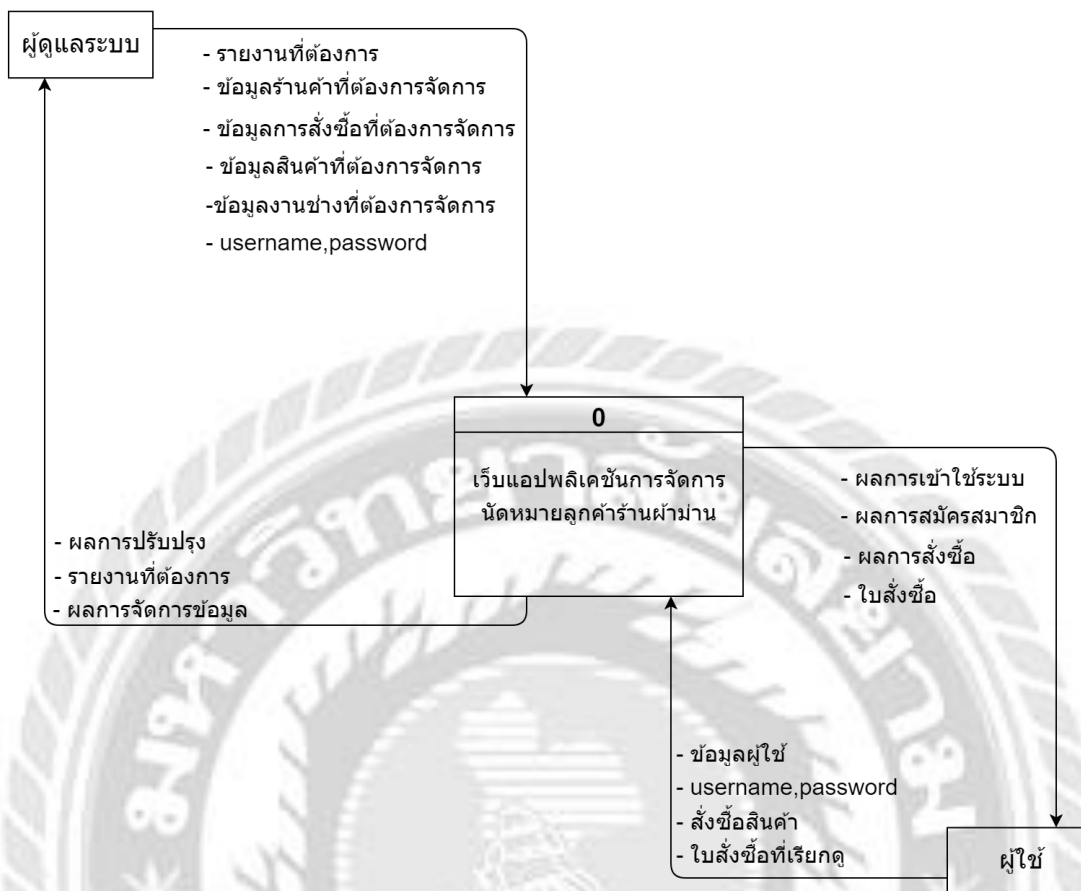 ผู้ดูแลระบบ
- รายงานที่ต้องการ
- ข้อมูลร้านค้าที่ต้องการจัดการ
- ข้อมูลการสั่งซื้อที่ต้องการจัดการ
- ข้อมูลสินค้าที่ต้องการจัดการ
-ข้อมูลงานช่างที่ต้องการจัดการ
- username,password
0
เว็บแอปพลิเคชันการจัดการ
นัดหมายลูกค้าร้านผ้าม่าน
- ผลการเข้าใช้ระบบ
- ผลการสมัครสมาชิก
- ผลการสั่งซื้อ
- ใบสั่งซื้อ
- ผลการปรับปรุง
- รายงานที่ต้องการ
- ผลการจัดการข้อมูล
- ข้อมูลผู้ใช้
- username,password
- สั่งซื้อสินค้า
- ใบสั่งซื้อที่เรียกดู
ผู้ใช้
มหาวิทยาลัยสยาม